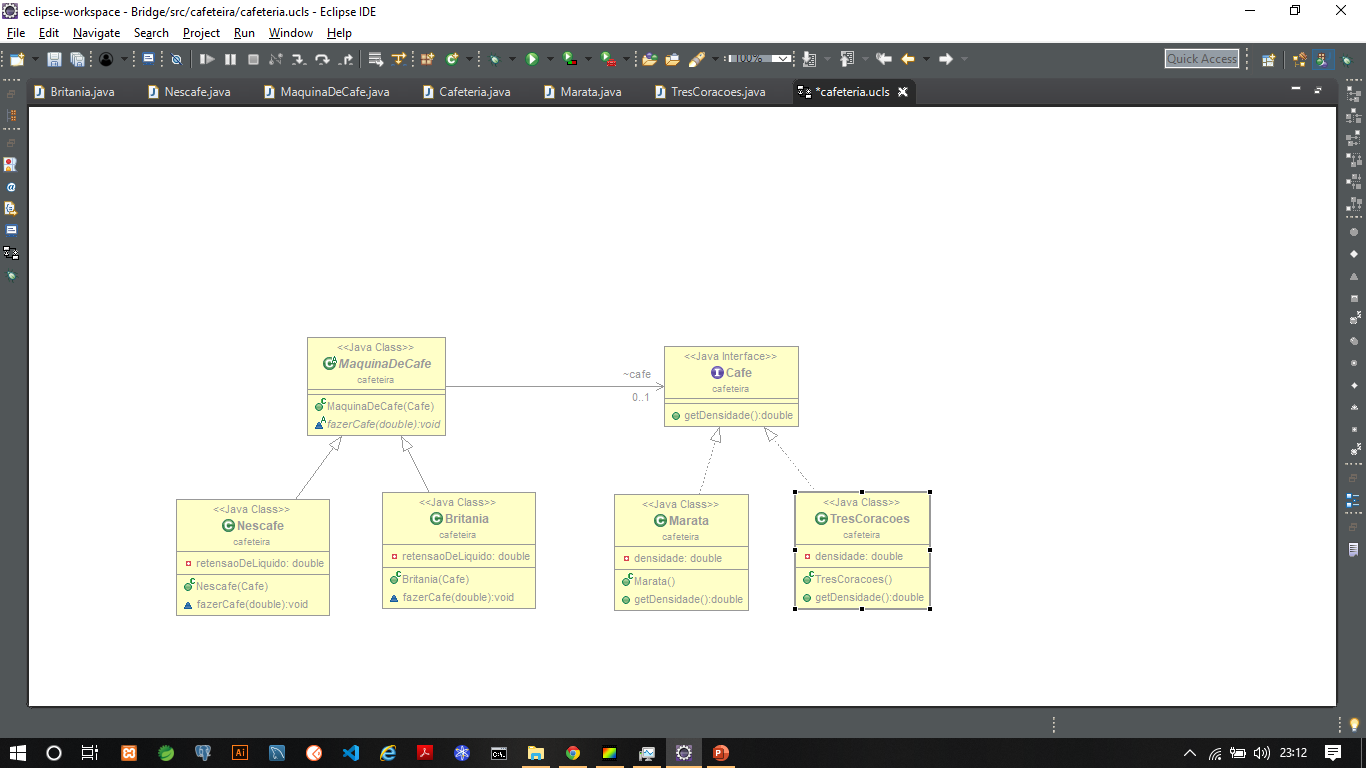 eclipse-workspace - Bridge/src/cafeteira/cafeteria.ucls - Eclipse IDE
File Edit Navigate Search Project Run Window Help
100% Quick Access
Britania.java Nescafe.java MaquinaDeCafe.java Cafeteria.java Marata.java TresCoracoes.java *cafeteria.ucls
<<Java Class>>
MaquinaDeCafe
cafeteira
MaquinaDeCafe(Cafe)
fazerCafe(double):void
~cafe
0..1
<<Java Interface>>
Cafe
cafeteira
getDensidade():double
<<Java Class>>
Nescafe
cafeteira
retensaoDeLiquido: double
Nescafe(Cafe)
fazerCafe(double):void
<<Java Class>>
Britania
cafeteira
retensaoDeLiquido: double
Britania(Cafe)
fazerCafe(double):void
<<Java Class>>
Marata
cafeteira
densidade: double
Marata()
getDensidade():double
<<Java Class>>
TresCoracoes
cafeteira
densidade: double
TresCoracoes()
getDensidade():double
23:12